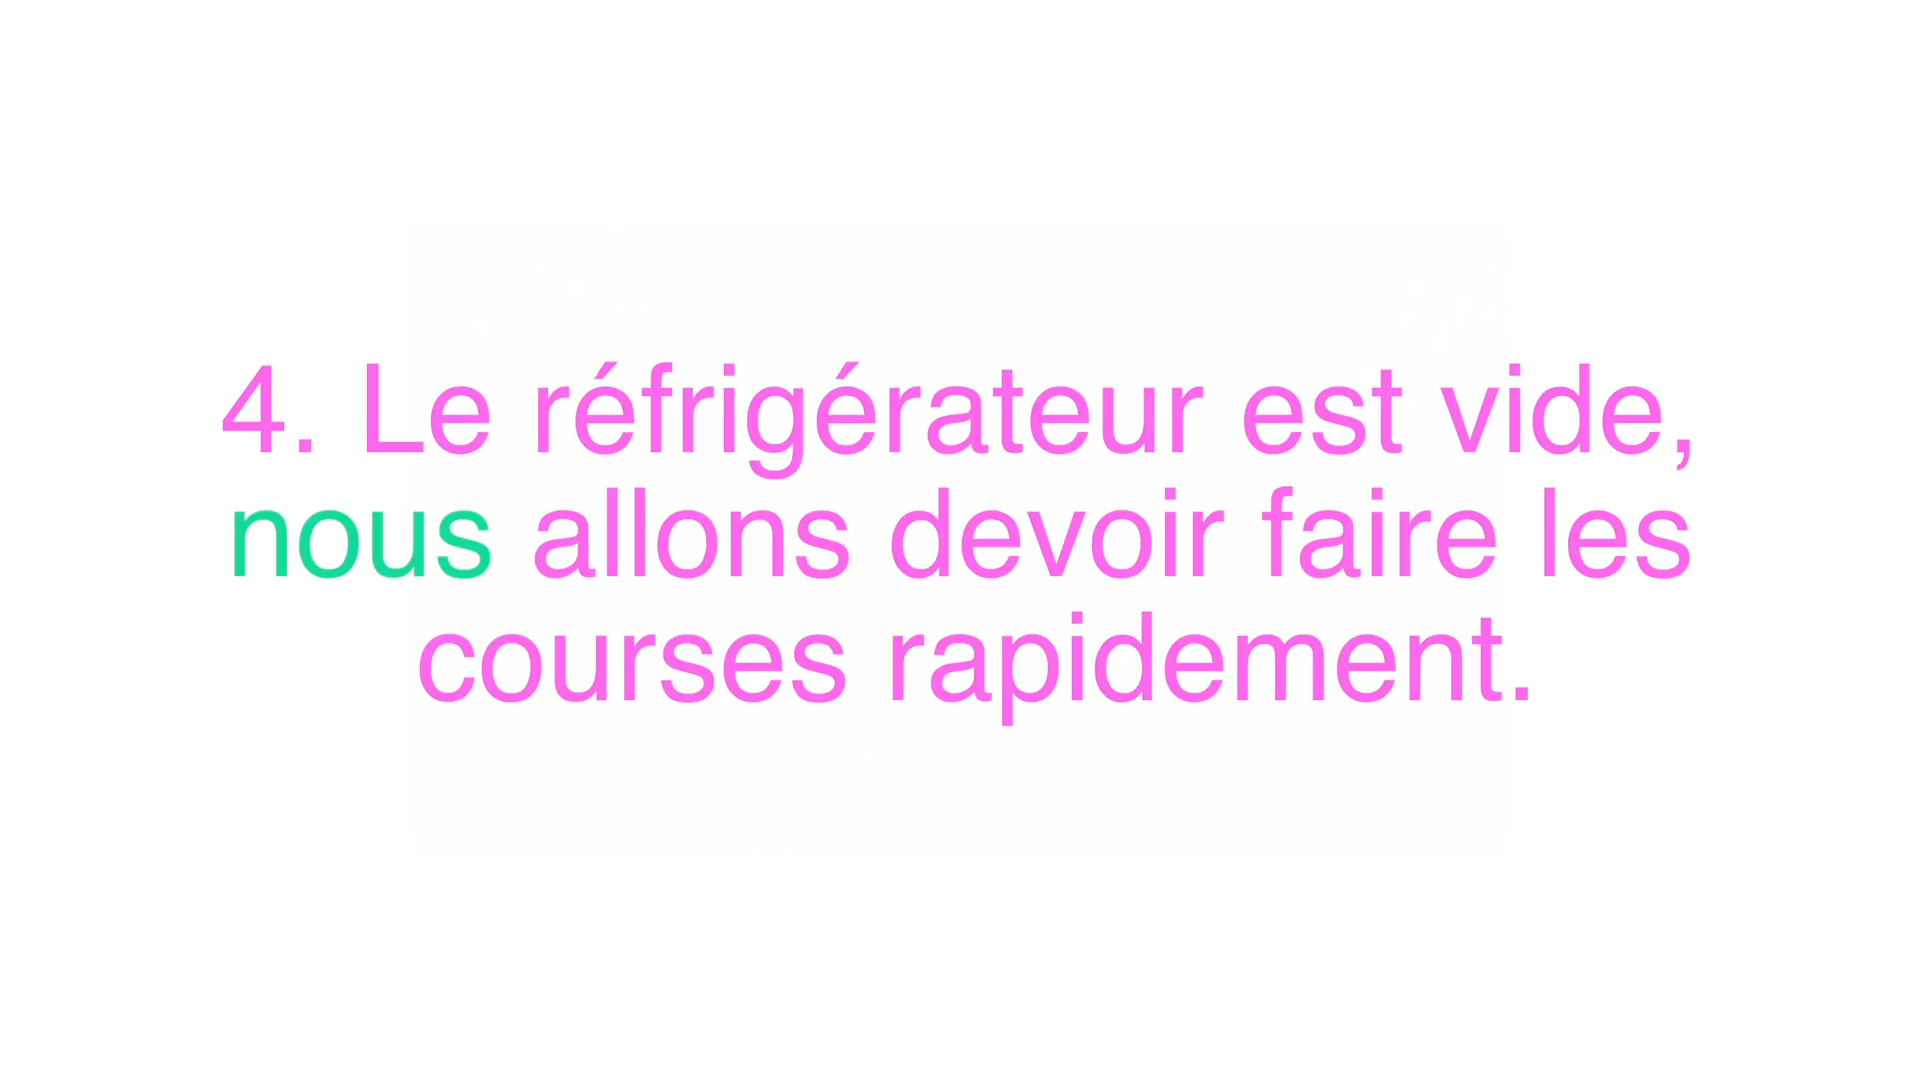 4. Le réfrigérateur est vide,
nous allons devoir faire les
courses rapidement.